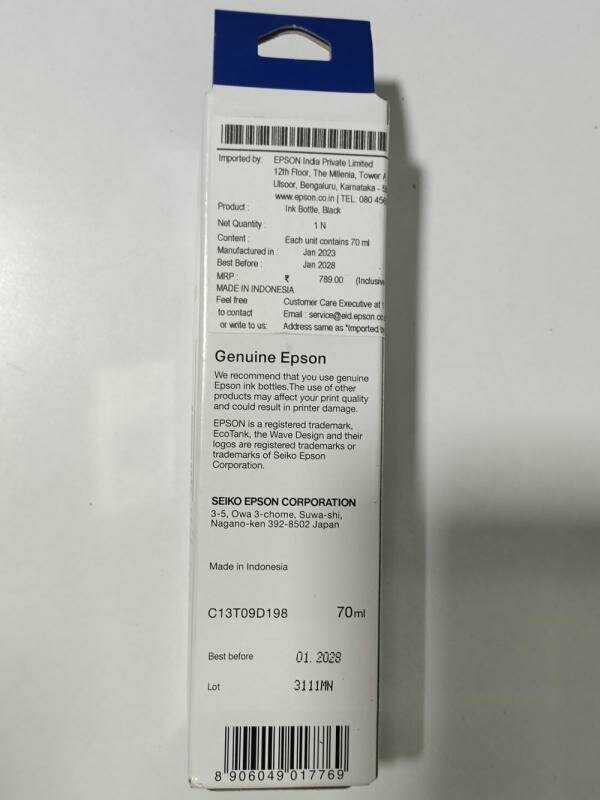 Imported by: EPSON India Private Limited
12th Floor, The Millenia, Tower A
Ulsoor, Bengaluru, Karnataka -
www.epson.co.in | TEL: 080
Product : Ink Bottle, Black
Net Quantity : 1 N
Content : Each unit contains 70 ml
Manufactured in : Jan 2023
Best Before : Jan 2028
MRP : ₹ 789.00 (Inclusive
MADE IN INDONESIA
Feel free Customer Care Executive at
to contact Email : service@eid.epson.co
or write to us: Address same as "Imported b
Genuine Epson
We recommend that you use genuine
Epson ink bottles.The use of other
products may affect your print quality
and could result in printer damage.
EPSON is a registered trademark,
EcoTank, the Wave Design and their
logos are registered trademarks or
trademarks of Seiko Epson
Corporation.
SEIKO EPSON CORPORATION
3-5, Owa 3-chome, Suwa-shi,
Nagano-ken 392-8502 Japan
Made in Indonesia
C13T09D198 70ml
Best before 01. 2028
Lot 3111MN
8 906049 017769